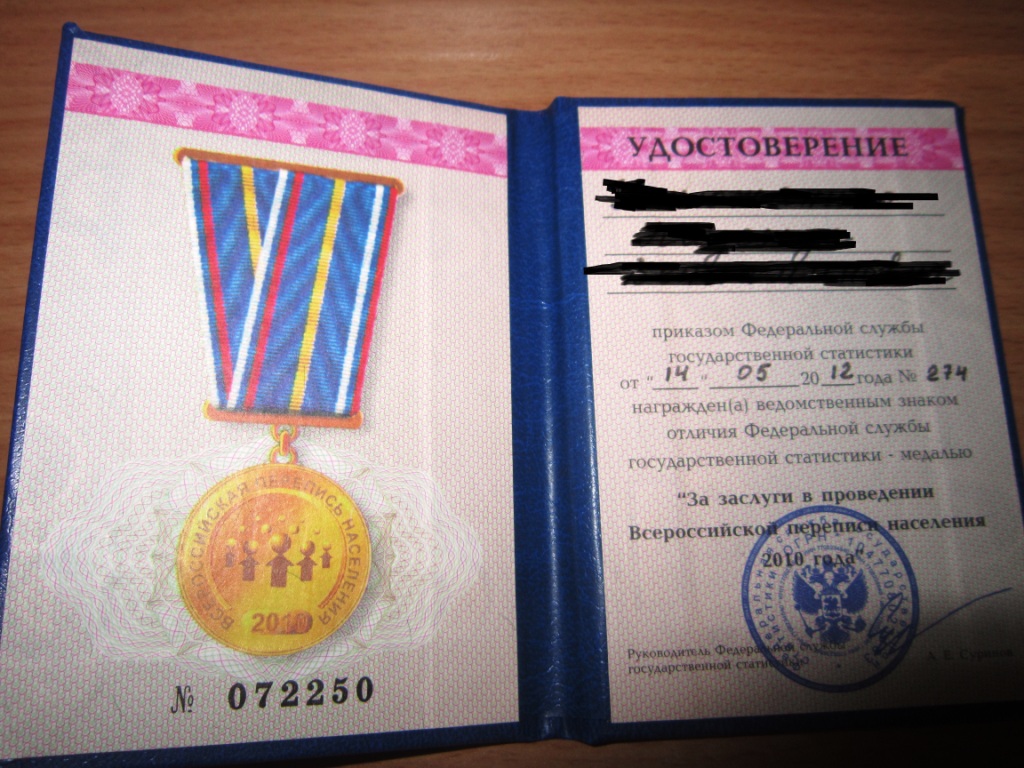 ВСЕРОССИЙСКАЯ ПЕРЕПИСЬ НАСЕЛЕНИЯ
2010
№ 072250
УДОСТОВЕРЕНИЕ
приказом Федеральной службы
государственной статистики
от "14" 05 2012 года № 274
награжден(а) ведомственным знаком
отличия Федеральной службы
государственной статистики - медалью
"За заслуги в проведении
Всероссийской переписи населения
2010 года"
Руководитель Федеральной службы
государственной статистики
А. Е. Суринов